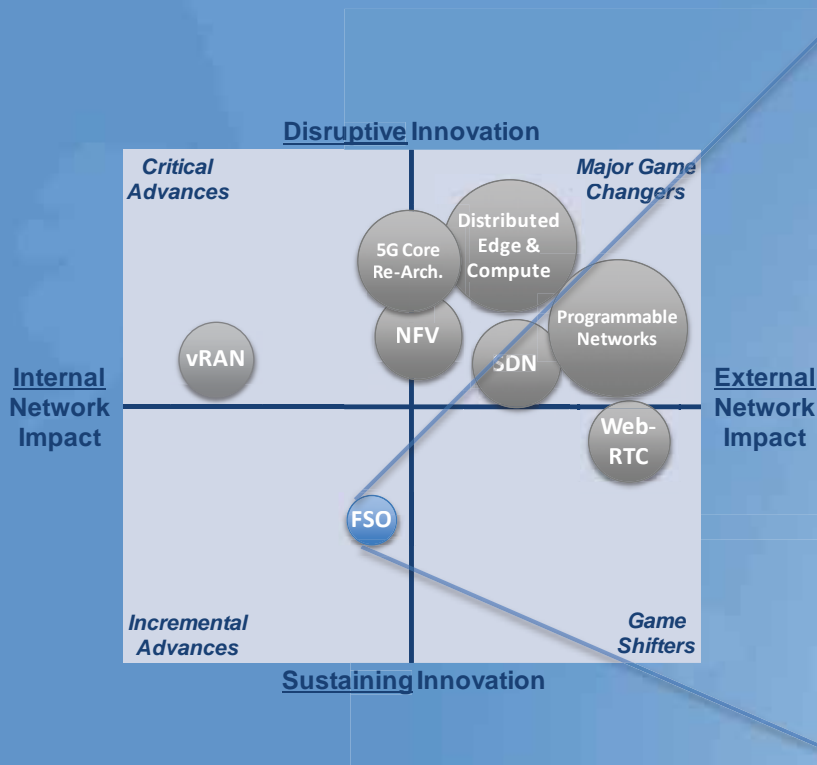 Disruptive Innovation
Critical
Advances
Major Game
Changers
Distributed
Edge &
Compute
5G Core
Re-Arch.
Programmable
Networks
NFV
vRAN
SDN
Internal
Network
Impact
External
Network
Impact
Web-
RTC
FSO
Incremental
Advances
Game
Shifters
Sustaining Innovation